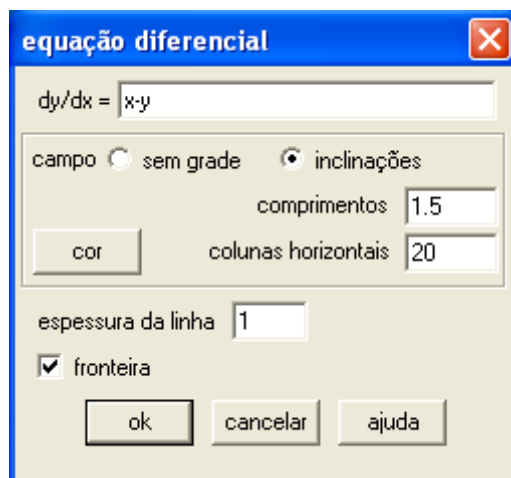 equação diferencial
dy/dx = x-y
campo sem grade inclinações
comprimentos 1.5
cor colunas horizontais 20
espessura da linha 1
fronteira
ok cancelar ajuda